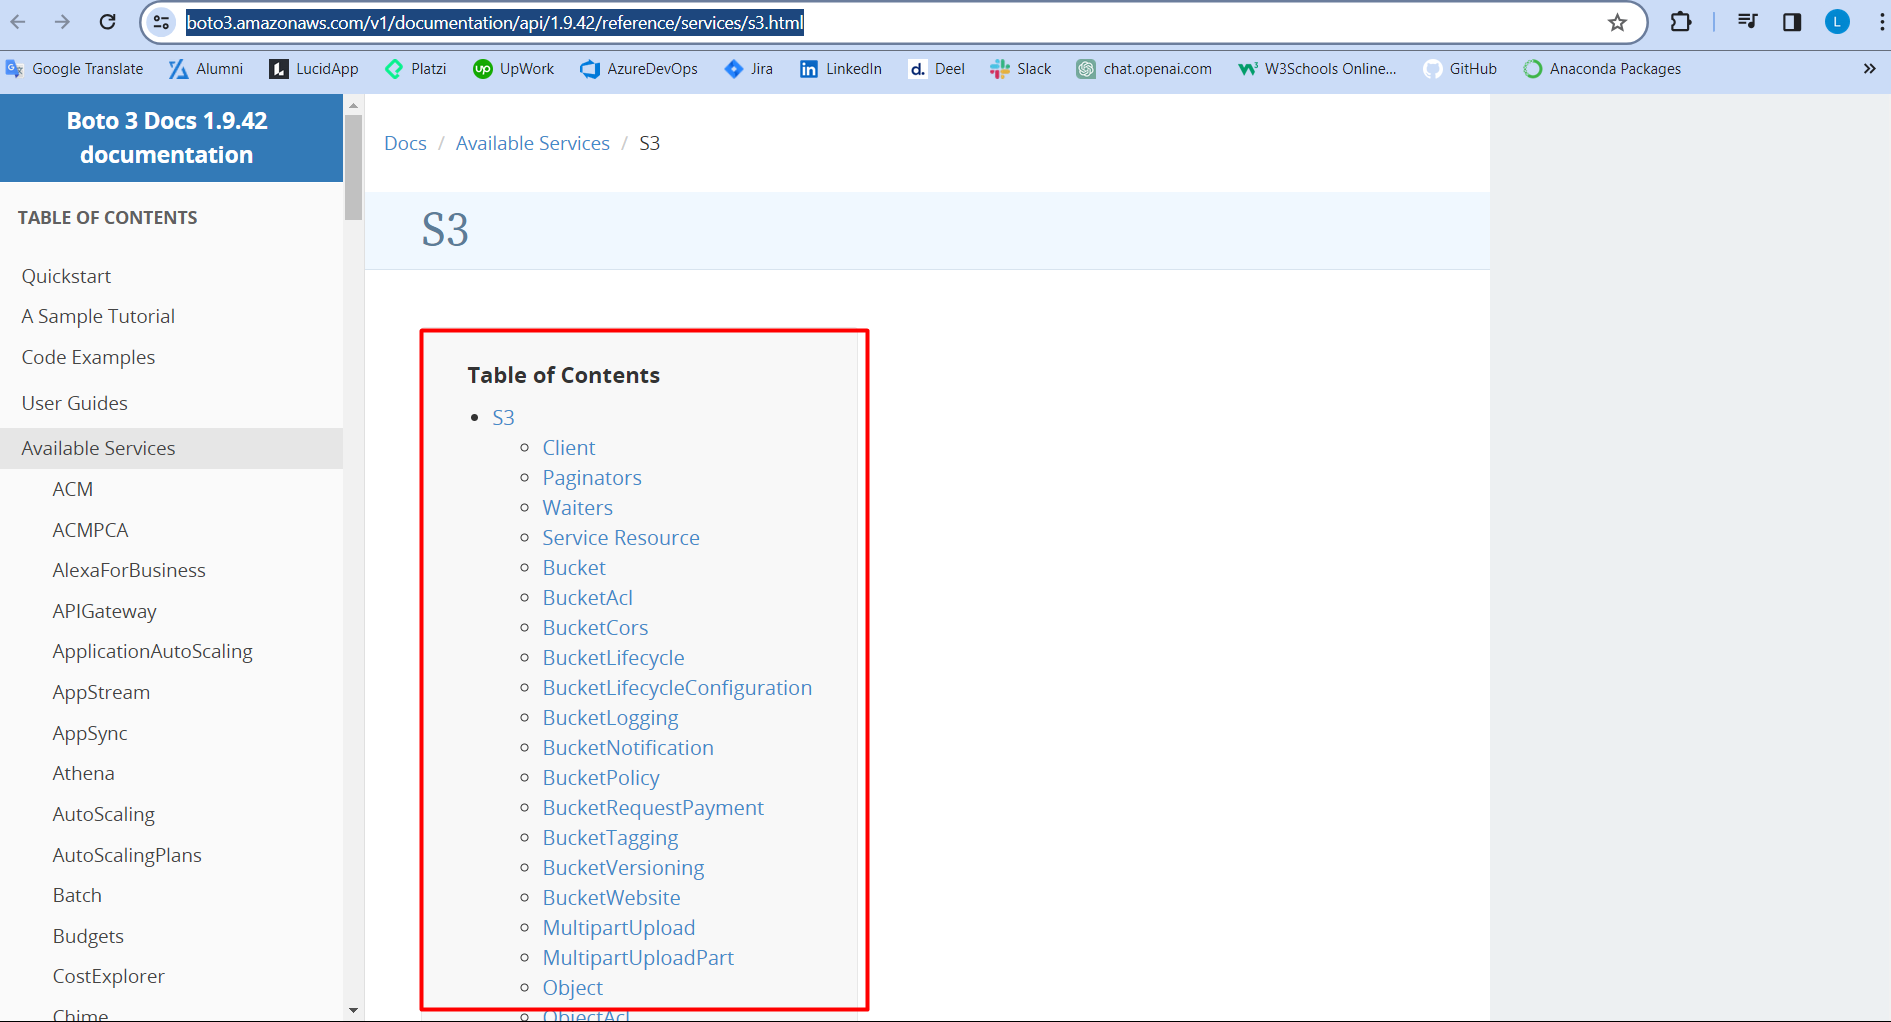 boto3.amazonaws.com/v1/documentation/api/1.9.42/reference/services/s3.html
L
Google Translate Alumni LucidApp Platzi up UpWork AzureDevOps Jira in LinkedIn d. Deel Slack chat.openai.com W3Schools Online... GitHub Anaconda Packages »
Boto 3 Docs 1.9.42
documentation
TABLE OF CONTENTS
Quickstart
A Sample Tutorial
Code Examples
User Guides
Available Services
ACM
ACMPCA
AlexaForBusiness
APIGateway
ApplicationAutoScaling
AppStream
AppSync
Athena
AutoScaling
AutoScalingPlans
Batch
Budgets
CostExplorer
Chime
Docs / Available Services / S3
S3
Table of Contents
S3
Client
Paginators
Waiters
Service Resource
Bucket
BucketAcl
BucketCors
BucketLifecycle
BucketLifecycleConfiguration
BucketLogging
BucketNotification
BucketPolicy
BucketRequestPayment
BucketTagging
BucketVersioning
BucketWebsite
MultipartUpload
MultipartUploadPart
Object
ObjectAcl